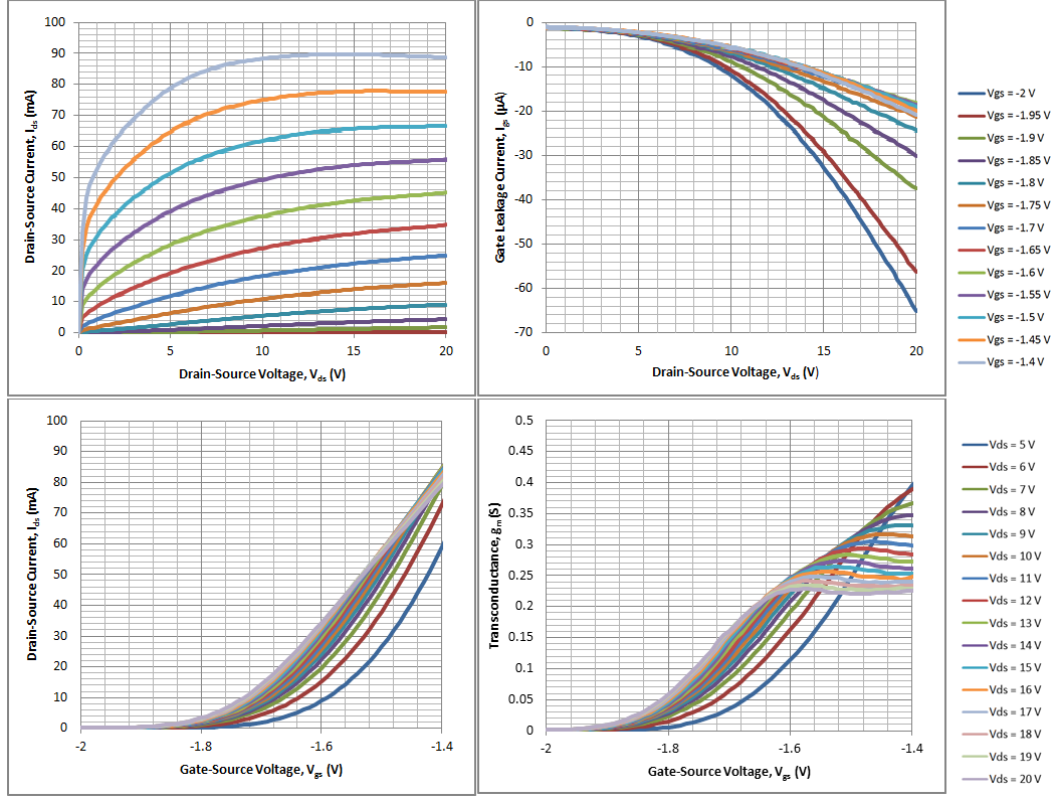 100
90
80
70
60
50
40
30
20
10
0
0 5 10 15 20
Drain-Source Current, Ids (mA)
Drain-Source Voltage, Vds (V)
0
-10
-20
-30
-40
-50
-60
-70
0 5 10 15 20
Gate Leakage Current, Igs (µA)
Drain-Source Voltage, Vds (V)
Vgs = -2 V
Vgs = -1.95 V
Vgs = -1.9 V
Vgs = -1.85 V
Vgs = -1.8 V
Vgs = -1.75 V
Vgs = -1.7 V
Vgs = -1.65 V
Vgs = -1.6 V
Vgs = -1.55 V
Vgs = -1.5 V
Vgs = -1.45 V
Vgs = -1.4 V
100
90
80
70
60
50
40
30
20
10
0
-2 -1.8 -1.6 -1.4
Drain-Source Current, Ids (mA)
Gate-Source Voltage, Vgs (V)
0.5
0.45
0.4
0.35
0.3
0.25
0.2
0.15
0.1
0.05
0
-2 -1.8 -1.6 -1.4
Transconductance, gm (S)
Gate-Source Voltage, Vgs (V)
Vds = 5 V
Vds = 6 V
Vds = 7 V
Vds = 8 V
Vds = 9 V
Vds = 10 V
Vds = 11 V
Vds = 12 V
Vds = 13 V
Vds = 14 V
Vds = 15 V
Vds = 16 V
Vds = 17 V
Vds = 18 V
Vds = 19 V
Vds = 20 V